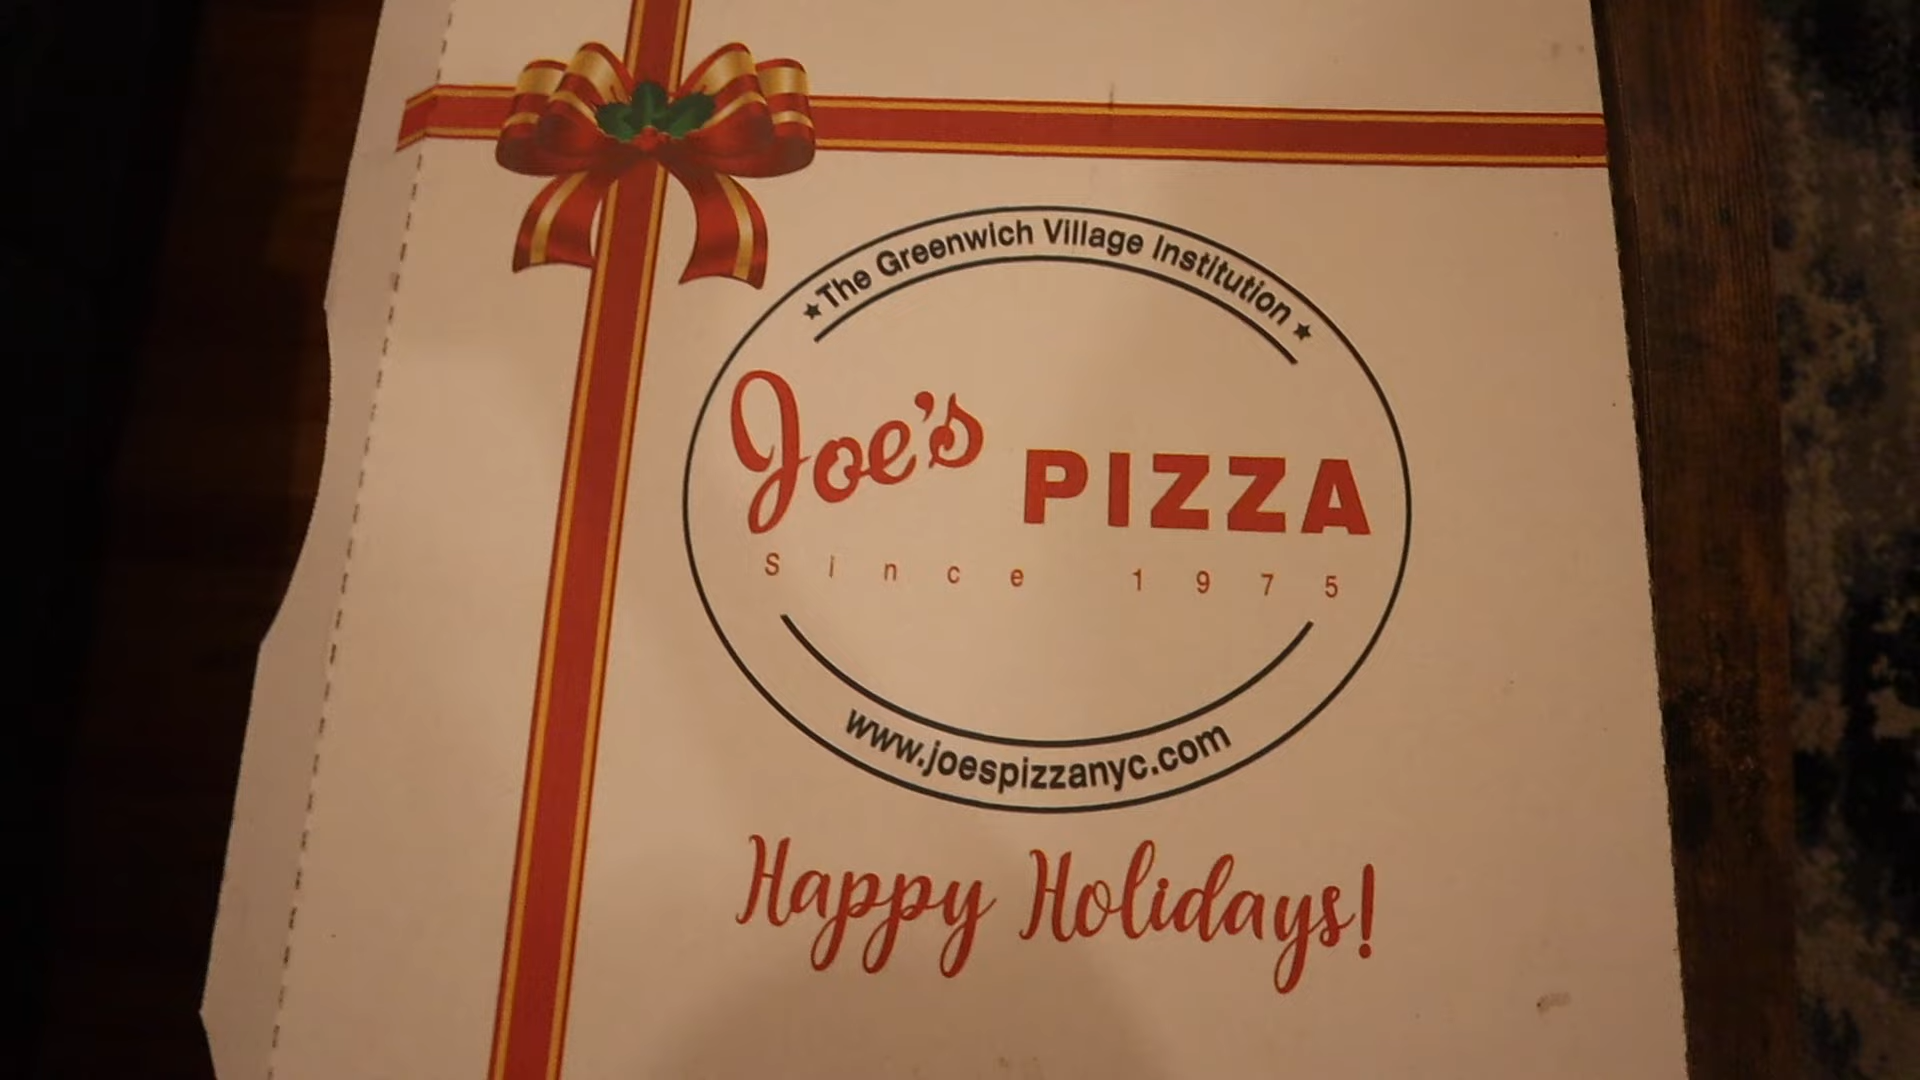 The Greenwich Village Institution
Joe's PIZZA
Since 1975
www.joespizzanyc.com
Happy Holidays!